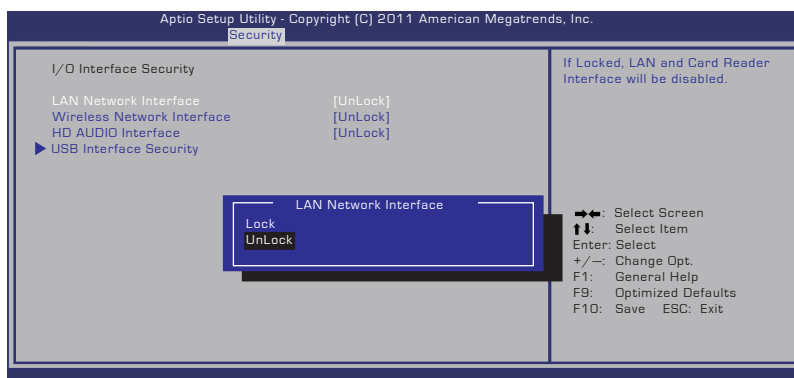 Aptio Setup Utility - Copyright (C) 2011 American Megatrends, Inc.
Security
I/O Interface Security
LAN Network Interface [UnLock]
Wireless Network Interface [UnLock]
HD AUDIO Interface [UnLock]
USB Interface Security
If Locked, LAN and Card Reader
Interface will be disabled.
LAN Network Interface
Lock
UnLock
→←: Select Screen
↑↓: Select Item
Enter: Select
+/—: Change Opt.
F1: General Help
F9: Optimized Defaults
F10: Save ESC: Exit